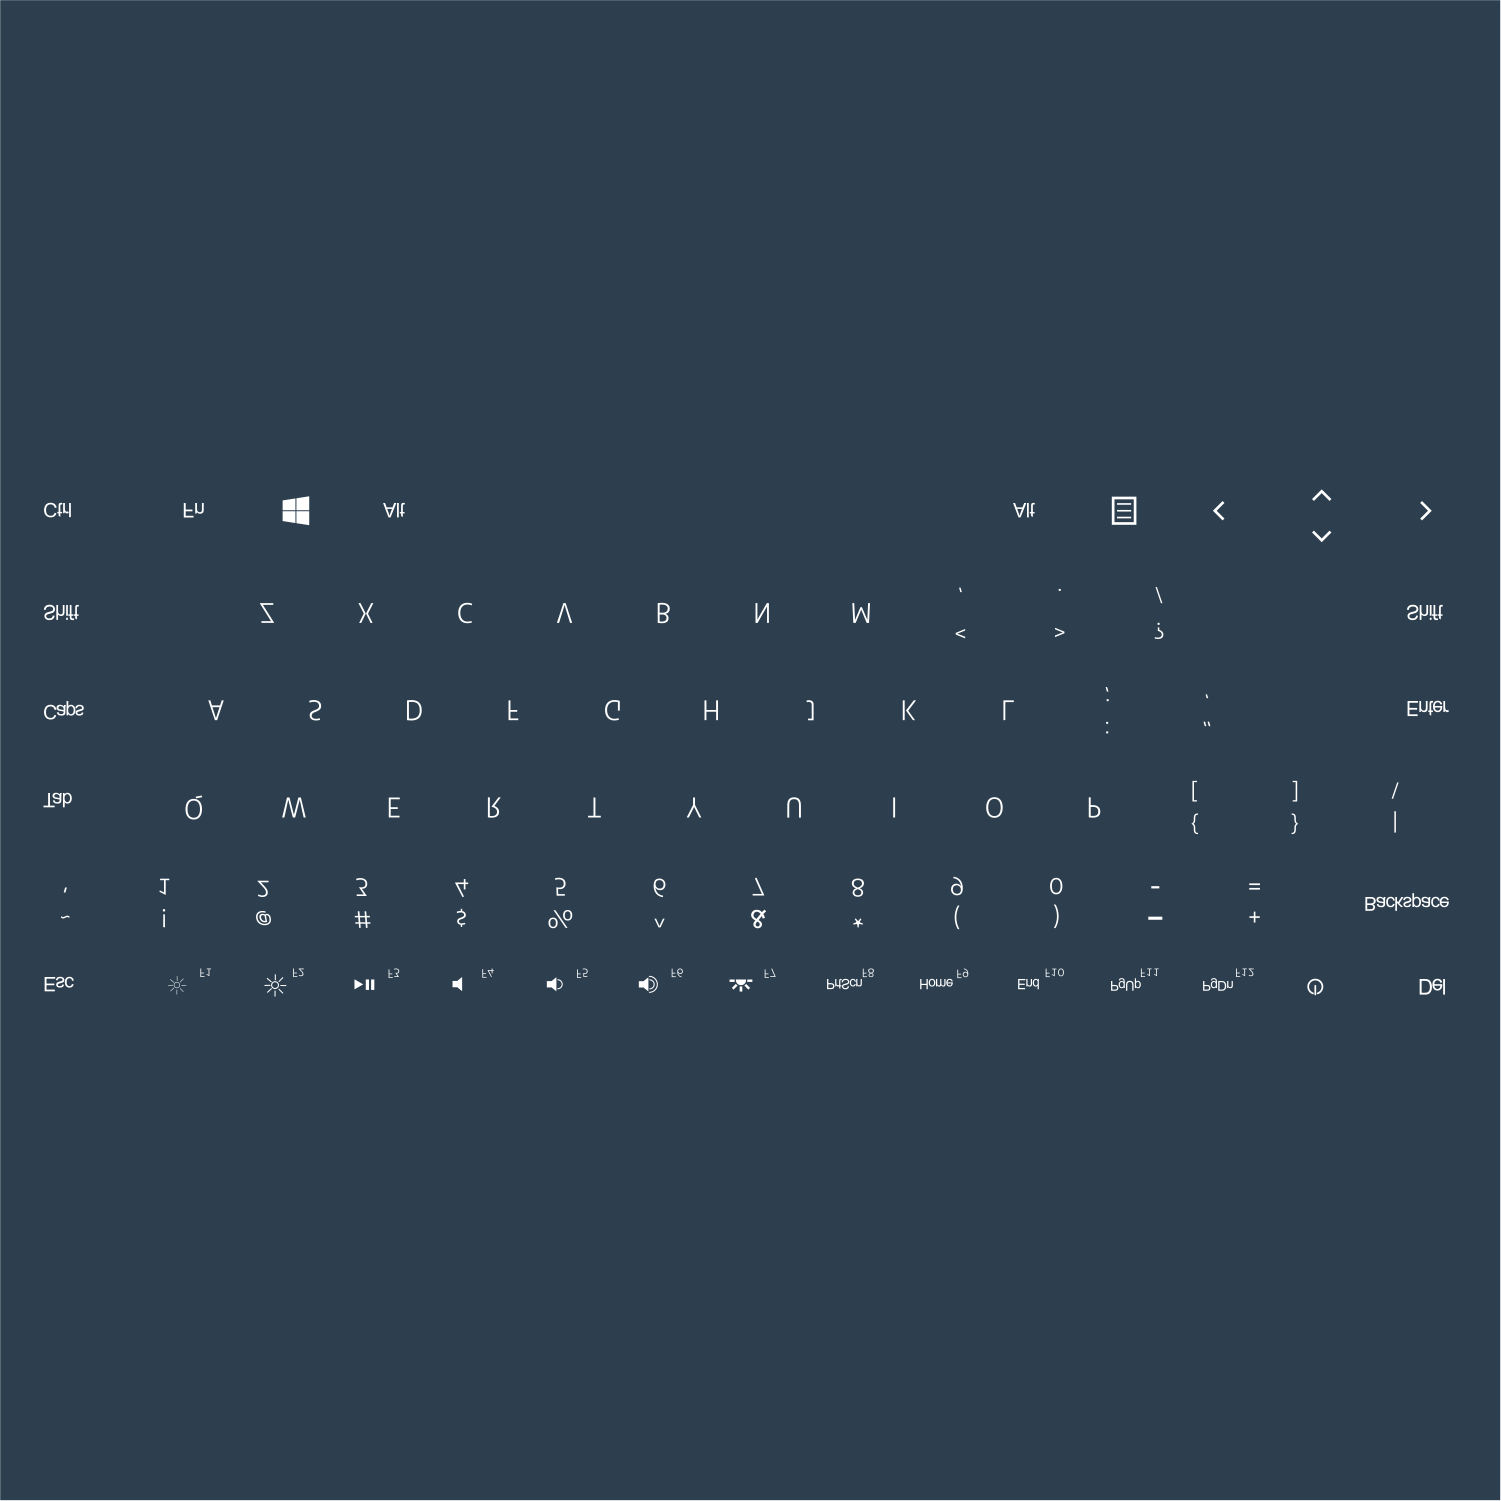 Esc F1 F2 F3 F4 F5 F6 F7 PrtScn F8 Home F9 End F10 PgUp F11 PgDn F12 Del
~ ! @ # $ % ^ & * ( ) _ +
` 1 2 3 4 5 6 7 8 9 0 - = Backspace
{ } |
Tab Q W E R T Y U I O P [ ] \
: "
Caps A S D F G H J K L ; ' Enter
< > ?
Shift Z X C V B N M , . / Shift
Ctrl Fn Alt Alt